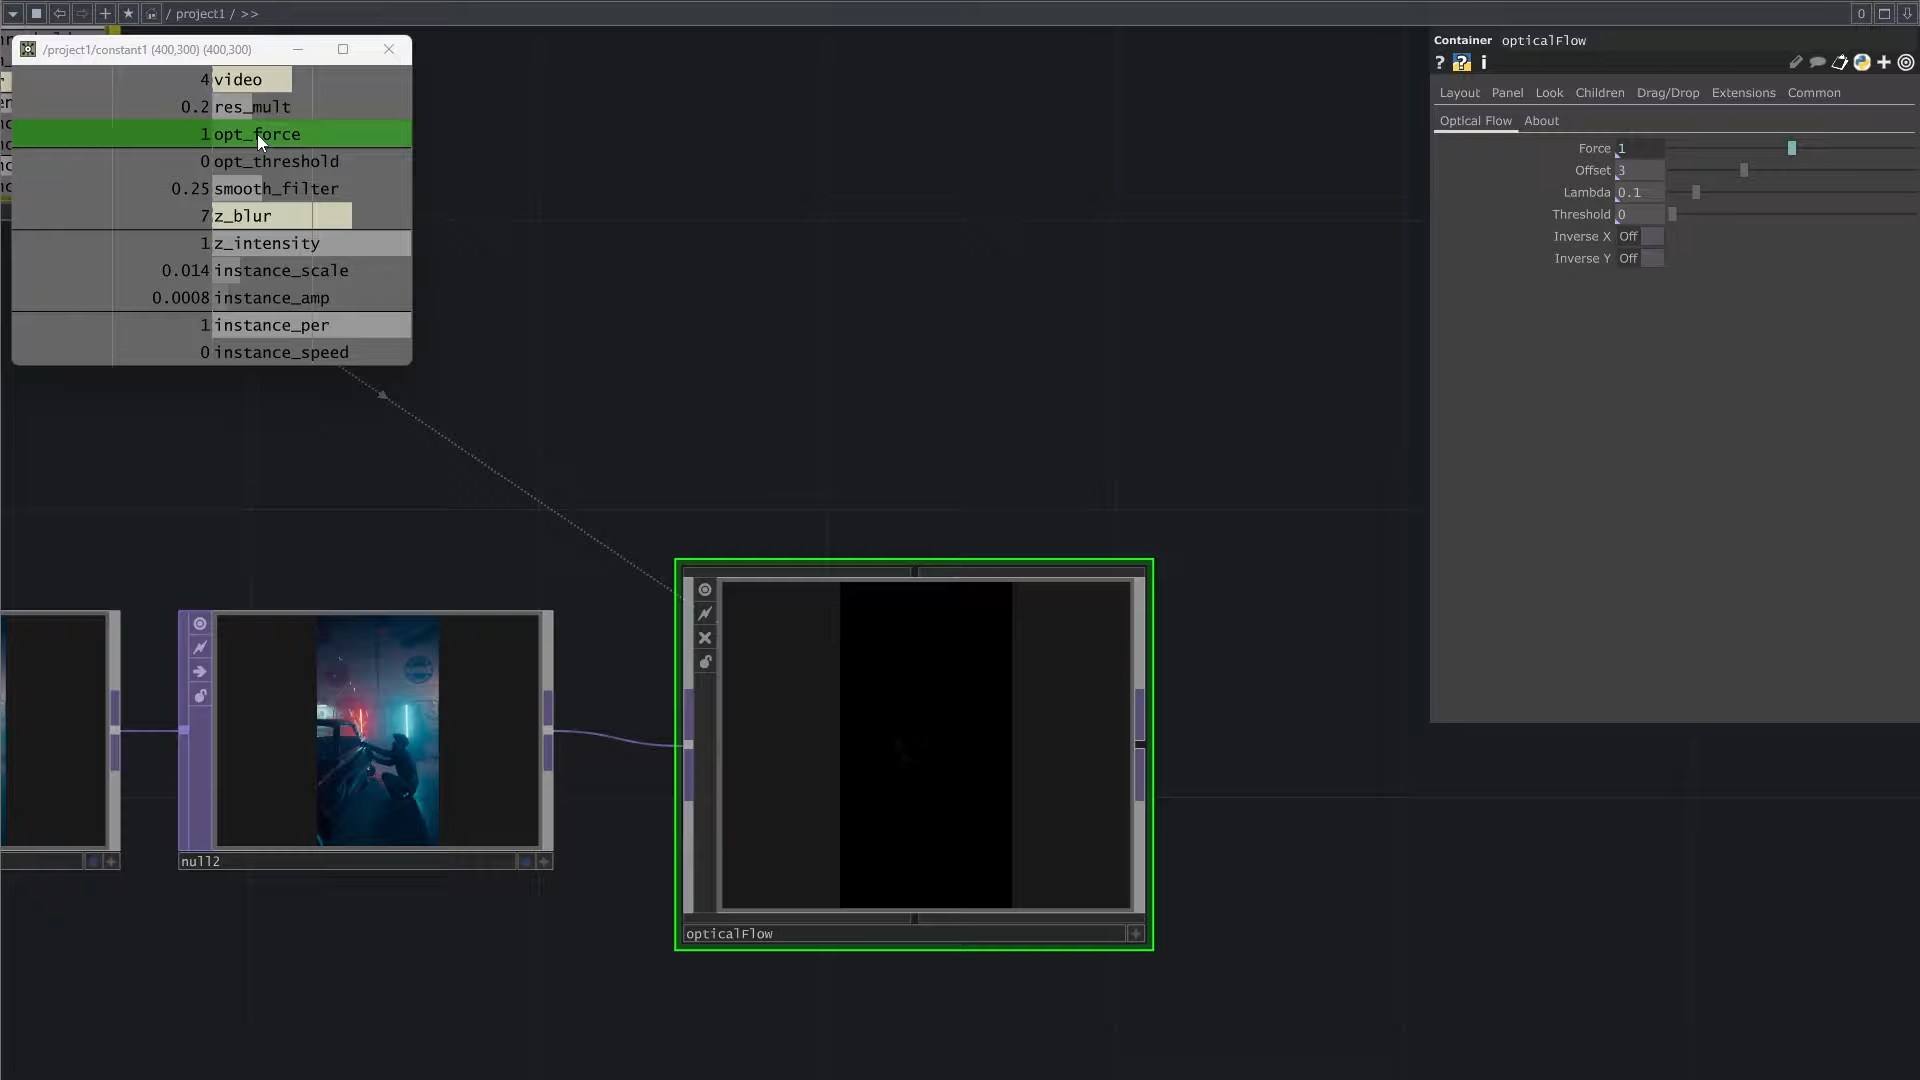 / project1 / >>
0
/project1/constant1 (400,300) (400,300)
4 video
0.2 res_mult
1 opt_force
0 opt_threshold
0.25 smooth_filter
7 z_blur
1 z_intensity
0.014 instance_scale
0.0008 instance_amp
1 instance_per
0 instance_speed
Container opticalFlow
? ? i
Layout Panel Look Children Drag/Drop Extensions Common
Optical Flow About
Force 1
Offset 3
Lambda 0.1
Threshold 0
Inverse X Off
Inverse Y Off
null2
opticalFlow